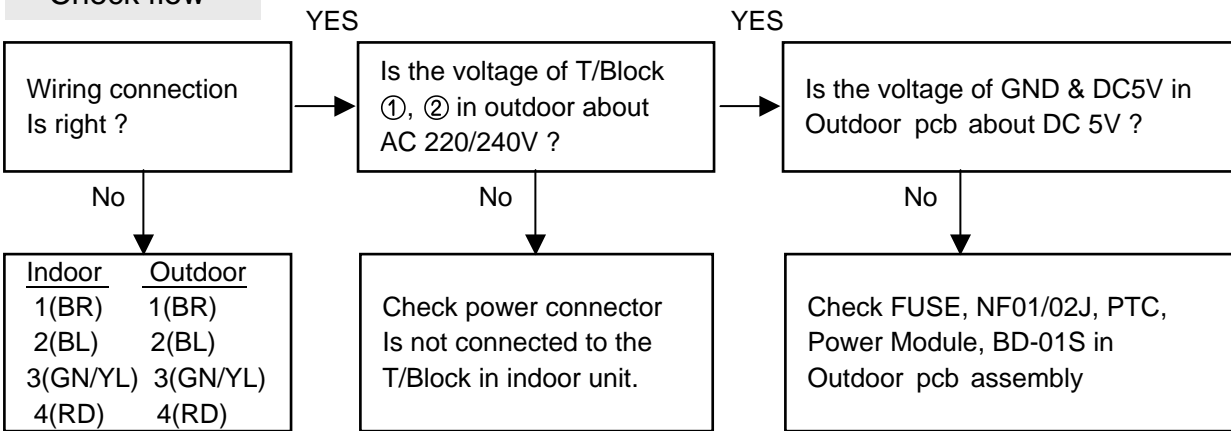 Check flow
YES
YES
Wiring connection
Is right ?
Is the voltage of T/Block
①, ② in outdoor about
AC 220/240V ?
Is the voltage of GND & DC5V in
Outdoor pcb about DC 5V ?
No
No
No
Indoor Outdoor
1(BR) 1(BR)
2(BL) 2(BL)
3(GN/YL) 3(GN/YL)
4(RD) 4(RD)
Check power connector
Is not connected to the
T/Block in indoor unit.
Check FUSE, NF01/02J, PTC,
Power Module, BD-01S in
Outdoor pcb assembly